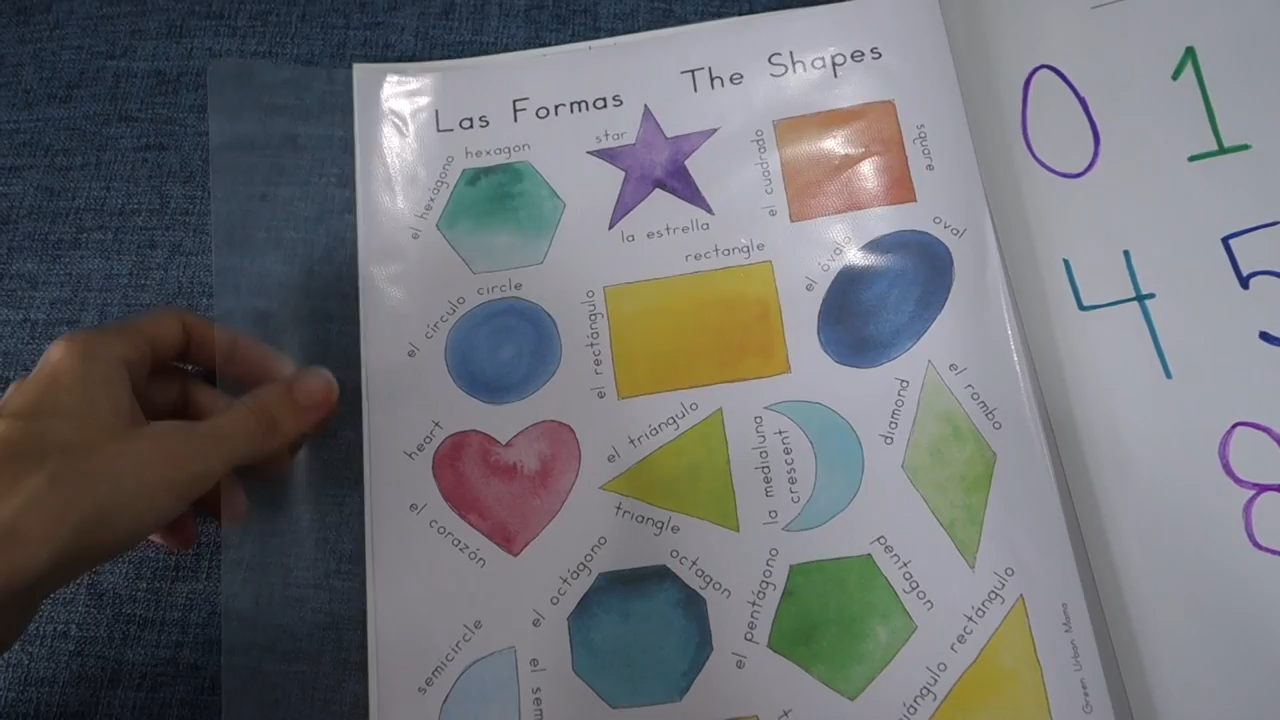 Las Formas The Shapes
hexagon
el hexágono
star
la estrella
el cuadrado
square
circle
el círculo
rectangle
el rectángulo
el óvalo
oval
heart
el corazón
el triángulo
triangle
la medialuna
crescent
diamond
el rombo
el octágono
octagon
el pentágono
pentagon
semicircle
rectángulo
Green Urban Mama
0 1
4 5
8